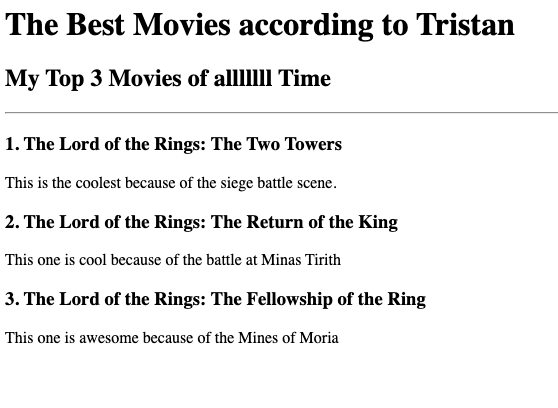 The Best Movies according to Tristan
My Top 3 Movies of alllllll Time
1. The Lord of the Rings: The Two Towers
This is the coolest because of the siege battle scene.
2. The Lord of the Rings: The Return of the King
This one is cool because of the battle at Minas Tirith
3. The Lord of the Rings: The Fellowship of the Ring
This one is awesome because of the Mines of Moria